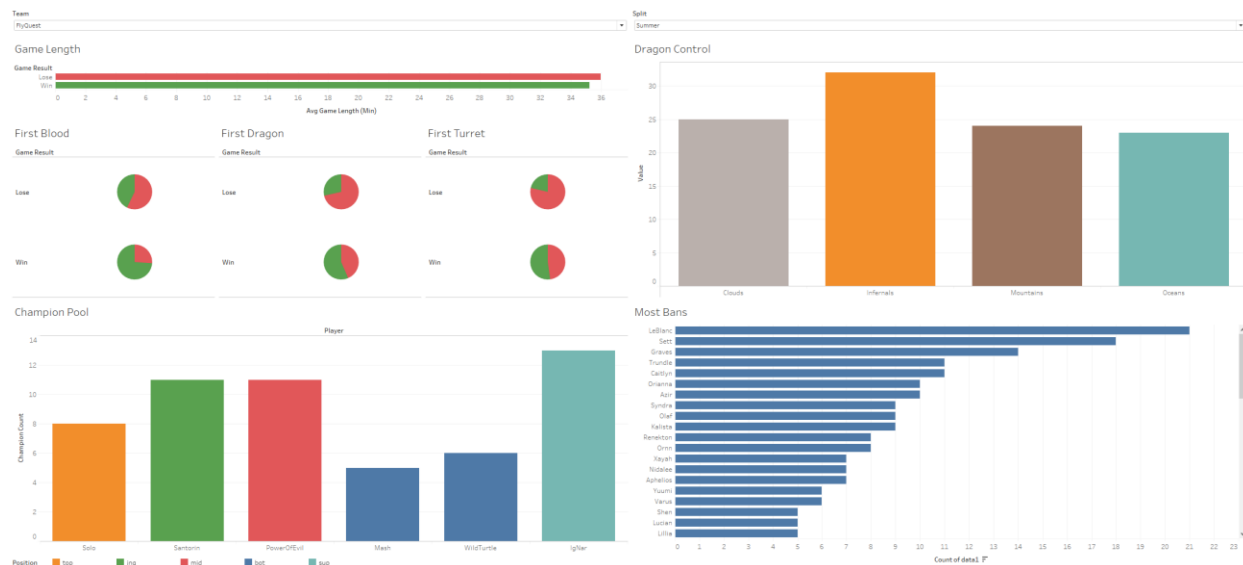 Team
FlyQuest
Split
Summer
Game Length
Game Result
Lose
Win
0 2 4 6 8 10 12 14 16 18 20 22 24 26 28 30 32 34 36
Avg Game Length (Min)
First Blood
Game Result
Lose
Win
First Dragon
Game Result
Lose
Win
First Turret
Game Result
Lose
Win
Dragon Control
Value
30
25
20
15
10
5
0
Clouds Infernals Mountains Oceans
Champion Pool
Player
Champion Count
14
12
10
8
6
4
2
0
Solo Santorin PowerOfEvil Mash WildTurtle IgNar
Position top jng mid bot sup
Most Bans
LeBlanc
Sett
Graves
Trundle
Caitlyn
Orianna
Azir
Syndra
Olaf
Kalista
Renekton
Ornn
Xayah
Nidalee
Aphelios
Yuumi
Varus
Shen
Lucian
Lillia
0 1 2 3 4 5 6 7 8 9 10 11 12 13 14 15 16 17 18 19 20 21 22 23
Count of data1